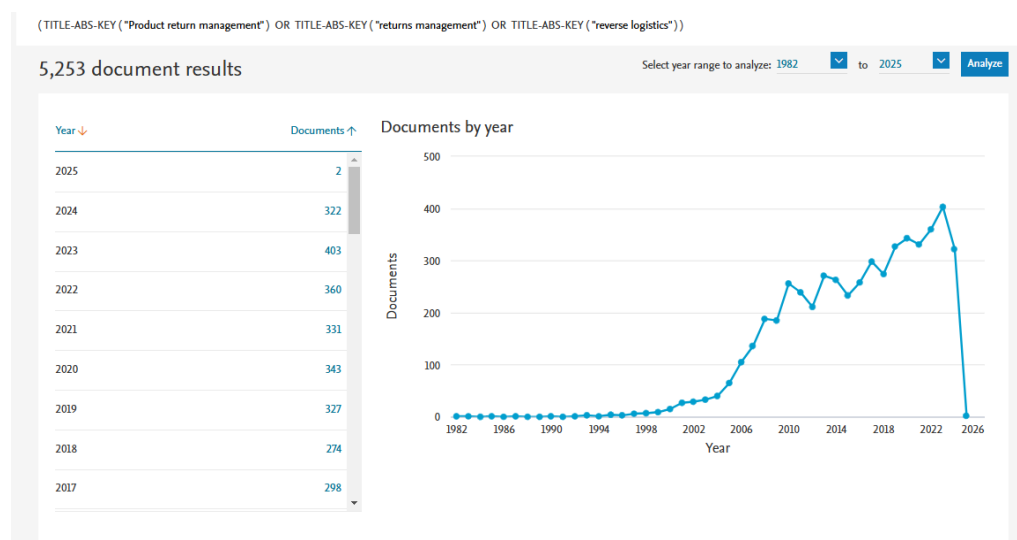 (TITLE-ABS-KEY("Product return management") OR TITLE-ABS-KEY("returns management") OR TITLE-ABS-KEY("reverse logistics"))
5,253 document results
Select year range to analyze: 1982 to 2025 Analyze
Year Documents
2025 2
2024 322
2023 403
2022 360
2021 331
2020 343
2019 327
2018 274
2017 298
Documents by year
500
400
300
200
100
0
Documents
1982 1986 1990 1994 1998 2002 2006 2010 2014 2018 2022 2026
Year